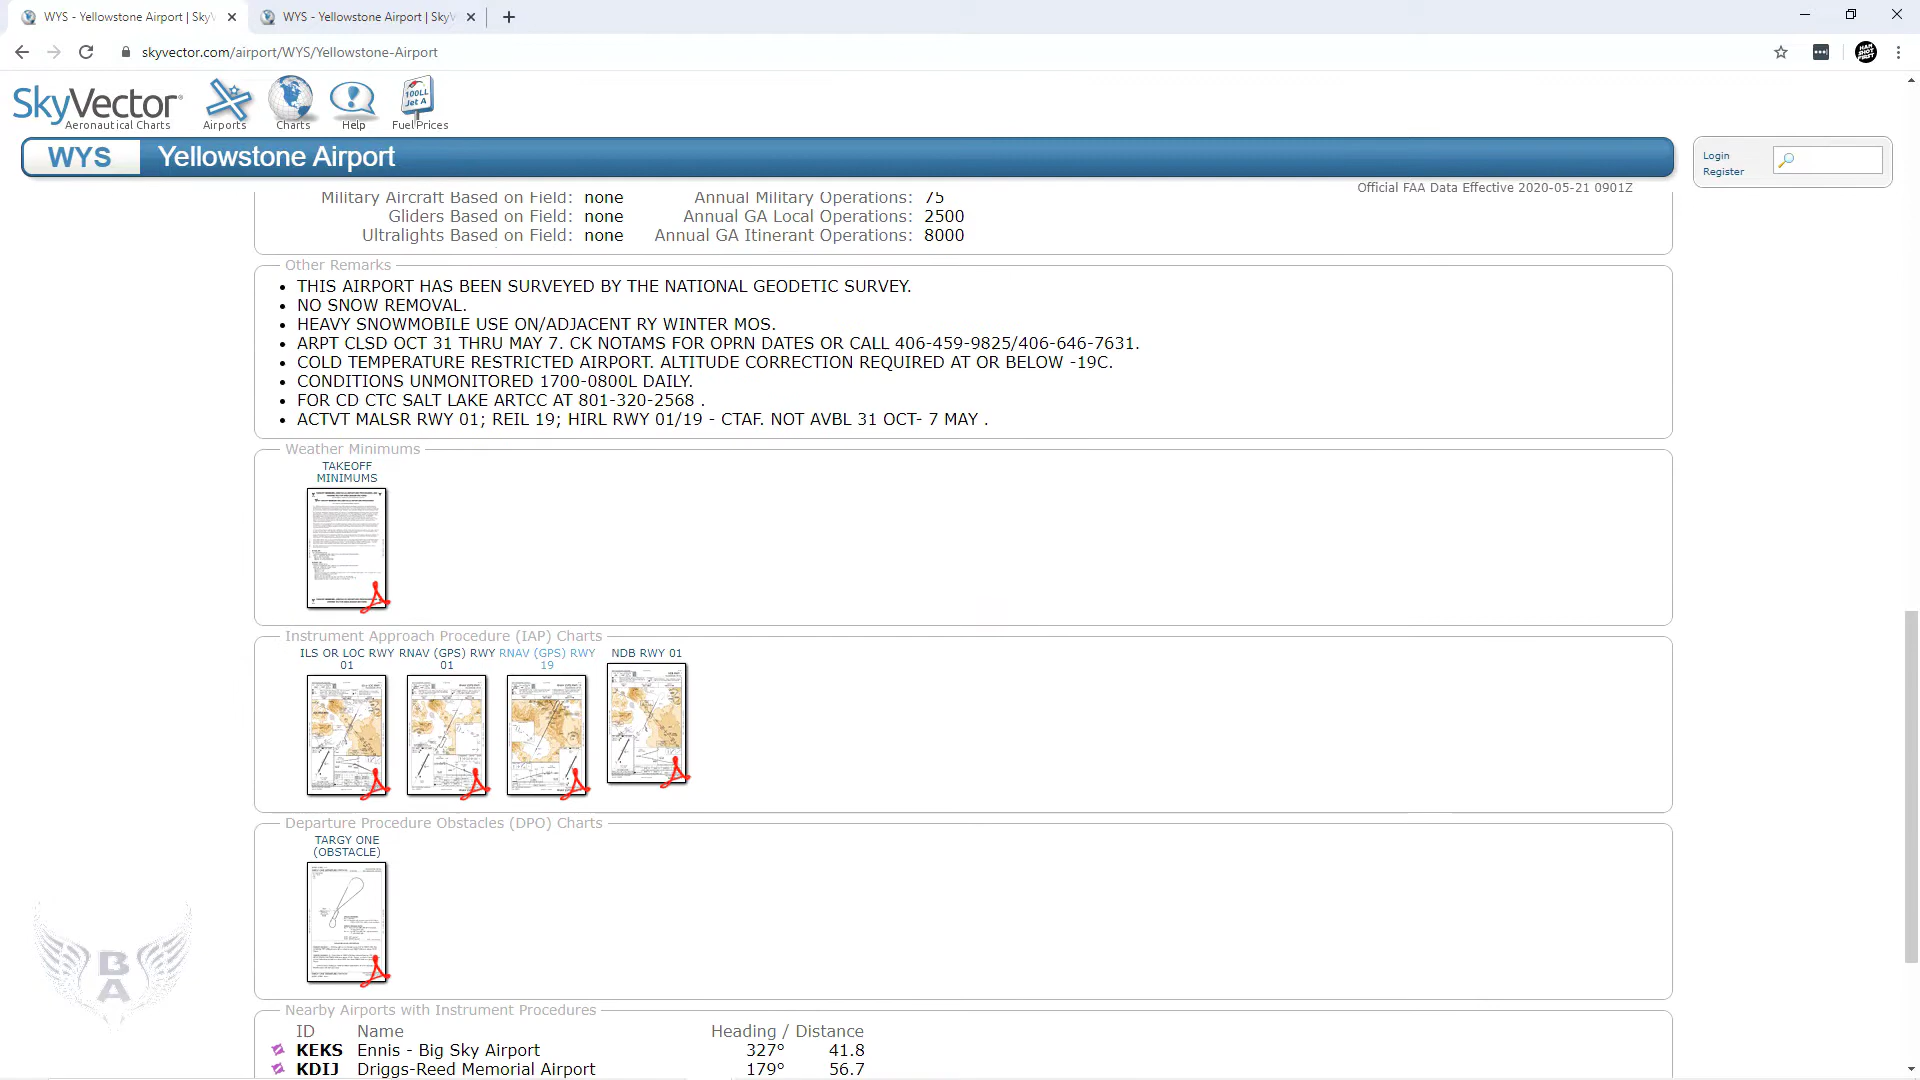 WYS - Yellowstone Airport | SkyV
WYS - Yellowstone Airport | SkyV
skyvector.com/airport/WYS/Yellowstone-Airport
HAN SHOT FIRST
SkyVector
Aeronautical Charts
Airports
Charts
Help
100LL
Jet A
Fuel Prices
WYS
Yellowstone Airport
Login
Register
Official FAA Data Effective 2020-05-21 0901Z
Military Aircraft Based on Field: none Annual Military Operations: 75
Gliders Based on Field: none Annual GA Local Operations: 2500
Ultralights Based on Field: none Annual GA Itinerant Operations: 8000
Other Remarks
• THIS AIRPORT HAS BEEN SURVEYED BY THE NATIONAL GEODETIC SURVEY.
• NO SNOW REMOVAL.
• HEAVY SNOWMOBILE USE ON/ADJACENT RY WINTER MOS.
• ARPT CLSD OCT 31 THRU MAY 7. CK NOTAMS FOR OPRN DATES OR CALL 406-459-9825/406-646-7631.
• COLD TEMPERATURE RESTRICTED AIRPORT. ALTITUDE CORRECTION REQUIRED AT OR BELOW -19C.
• CONDITIONS UNMONITORED 1700-0800L DAILY.
• FOR CD CTC SALT LAKE ARTCC AT 801-320-2568 .
• ACTVT MALSR RWY 01; REIL 19; HIRL RWY 01/19 - CTAF. NOT AVBL 31 OCT- 7 MAY .
Weather Minimums
TAKEOFF
MINIMUMS
Instrument Approach Procedure (IAP) Charts
ILS OR LOC RWY
01
RNAV (GPS) RWY
01
RNAV (GPS) RWY
19
NDB RWY 01
Departure Procedure Obstacles (DPO) Charts
TARGY ONE
(OBSTACLE)
B
A
Nearby Airports with Instrument Procedures
ID Name Heading / Distance
KEKS Ennis - Big Sky Airport 327° 41.8
KDIJ Driggs-Reed Memorial Airport 179° 56.7